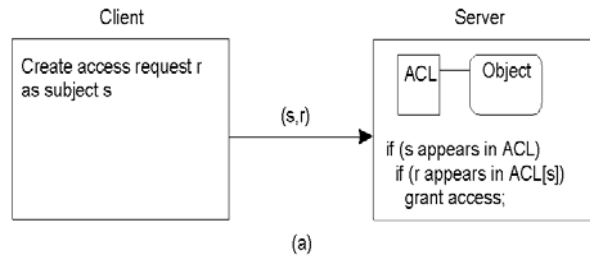 Client
Server
Create access request r
as subject s
(s,r)
ACL
Object
if (s appears in ACL)
if (r appears in ACL[s])
grant access;
(a)